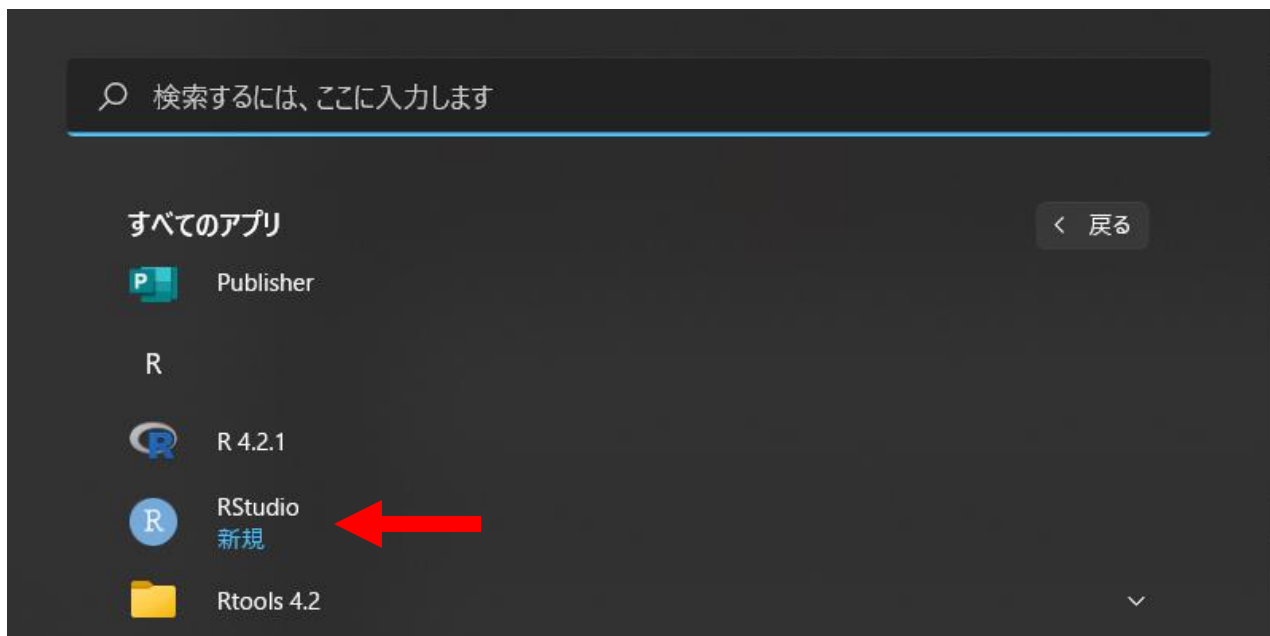 検索するには、ここに入力します
すべてのアプリ
戻る
P
Publisher
R
R
R 4.2.1
R
RStudio
新規
Rtools 4.2